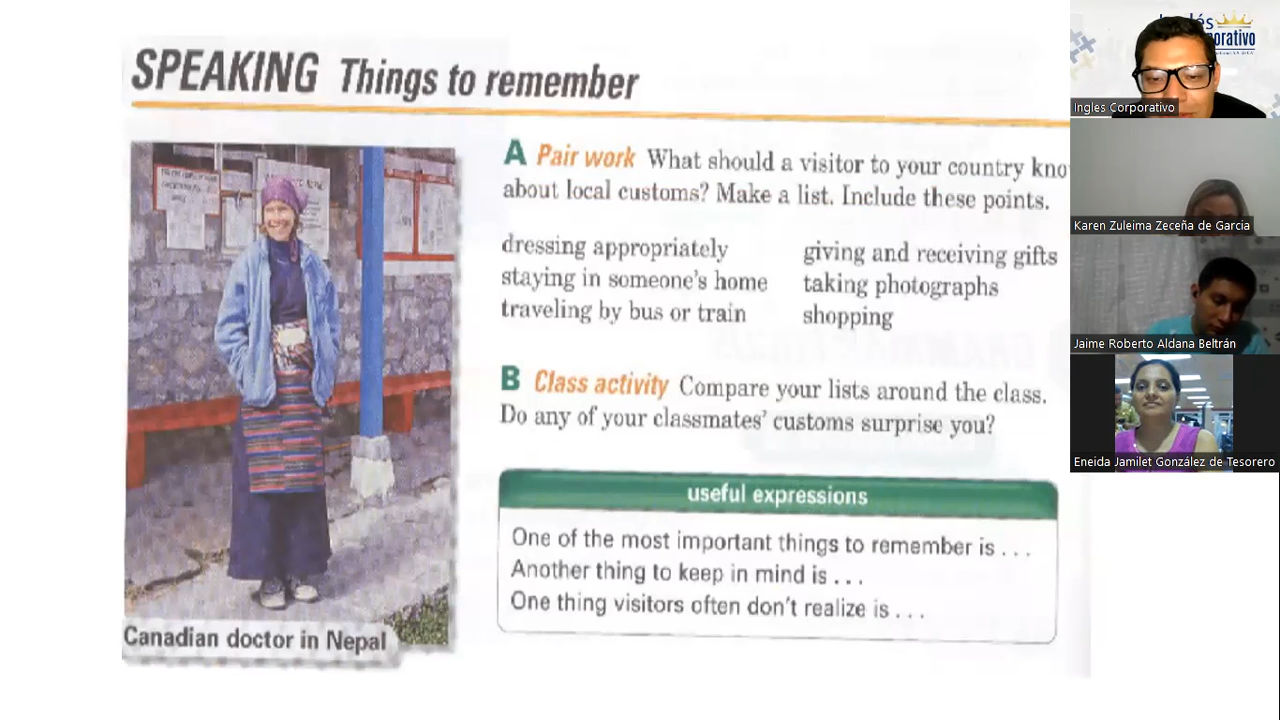 SPEAKING Things to remember
A Pair work What should a visitor to your country kno
about local customs? Make a list. Include these points.
dressing appropriately
staying in someone's home
traveling by bus or train
giving and receiving gifts
taking photographs
shopping
B Class activity Compare your lists around the class.
Do any of your classmates' customs surprise you?
useful expressions
One of the most important things to remember is . . .
Another thing to keep in mind is . . .
One thing visitors often don't realize is . . .
Canadian doctor in Nepal
Ingles Corporativo
Karen Zuleima Zeceña de Garcia
Jaime Roberto Aldana Beltrán
Eneida Jamilet González de Tesorero